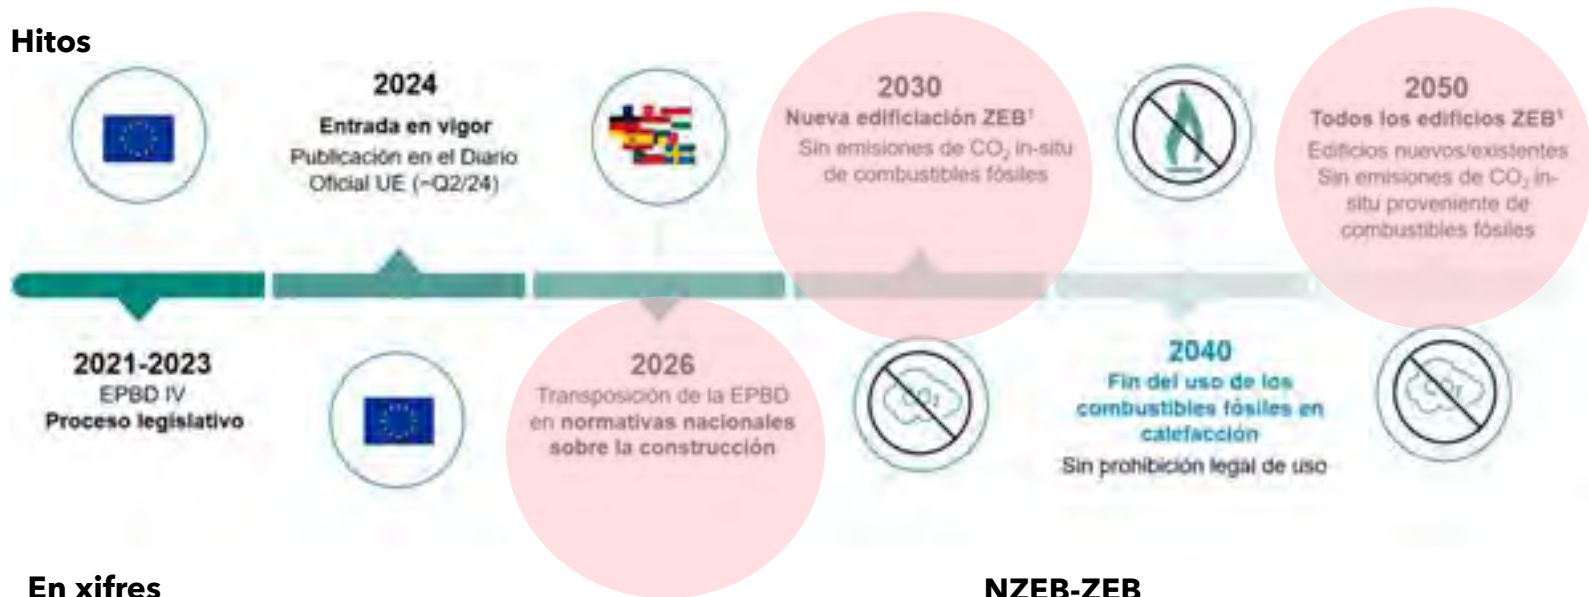 Hitos
2024
Entrada en vigor
Publicación en el Diario
Oficial UE (~Q2/24)
2030
Nueva edificiación ZEB¹
Sin emisiones de CO₂ in-situ
de combustibles fósiles
2050
Todos los edificios ZEB¹
Edificios nuevos/existentes
Sin emisiones de CO₂ in-
situ proveniente de
combustibles fósiles
2021-2023
EPBD IV
Proceso legislativo
2026
Transposición de la EPBD
en normativas nacionales
sobre la construcción
CO₂
2040
Fin del uso de los
combustibles fósiles en
calefacción
Sin prohibición legal de uso
CO₂
En xifres
NZEB-ZEB